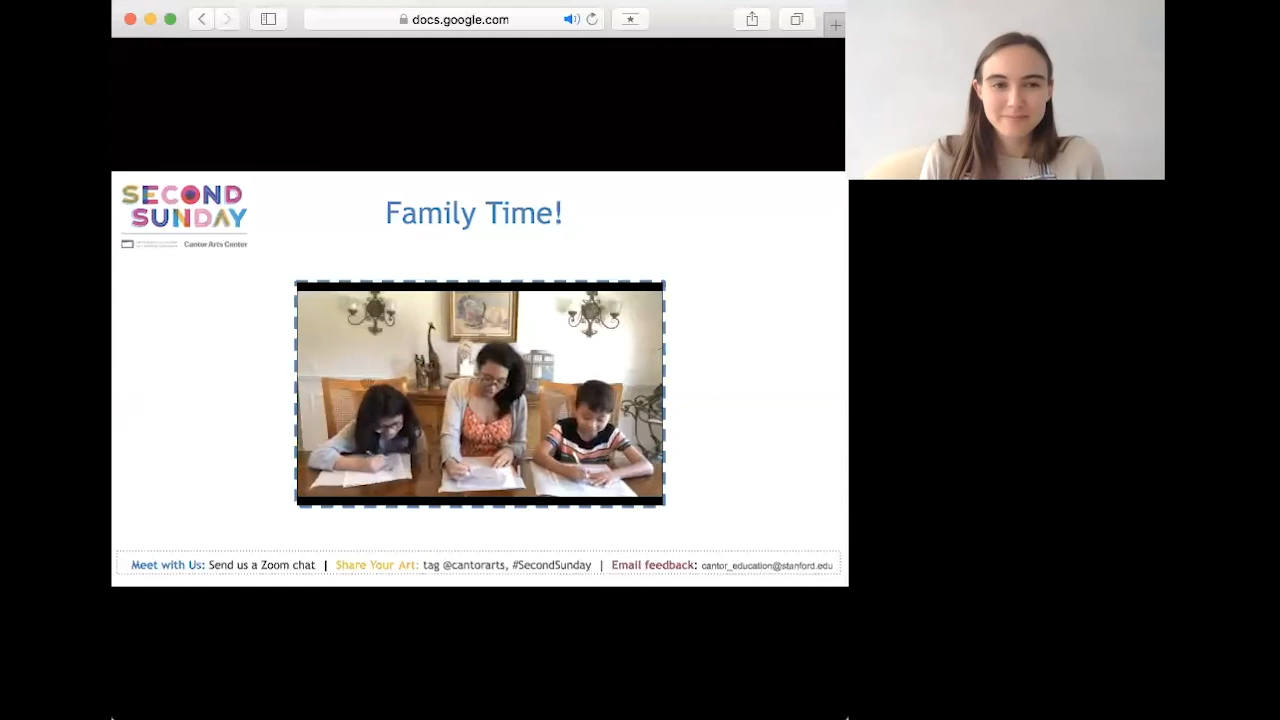 docs.google.com
SECOND
SUNDAY
Cantor Arts Center
Family Time!
Meet with Us: Send us a Zoom chat | Share Your Art: tag @cantorarts, #SecondSunday | Email feedback: cantor_education@stanford.edu